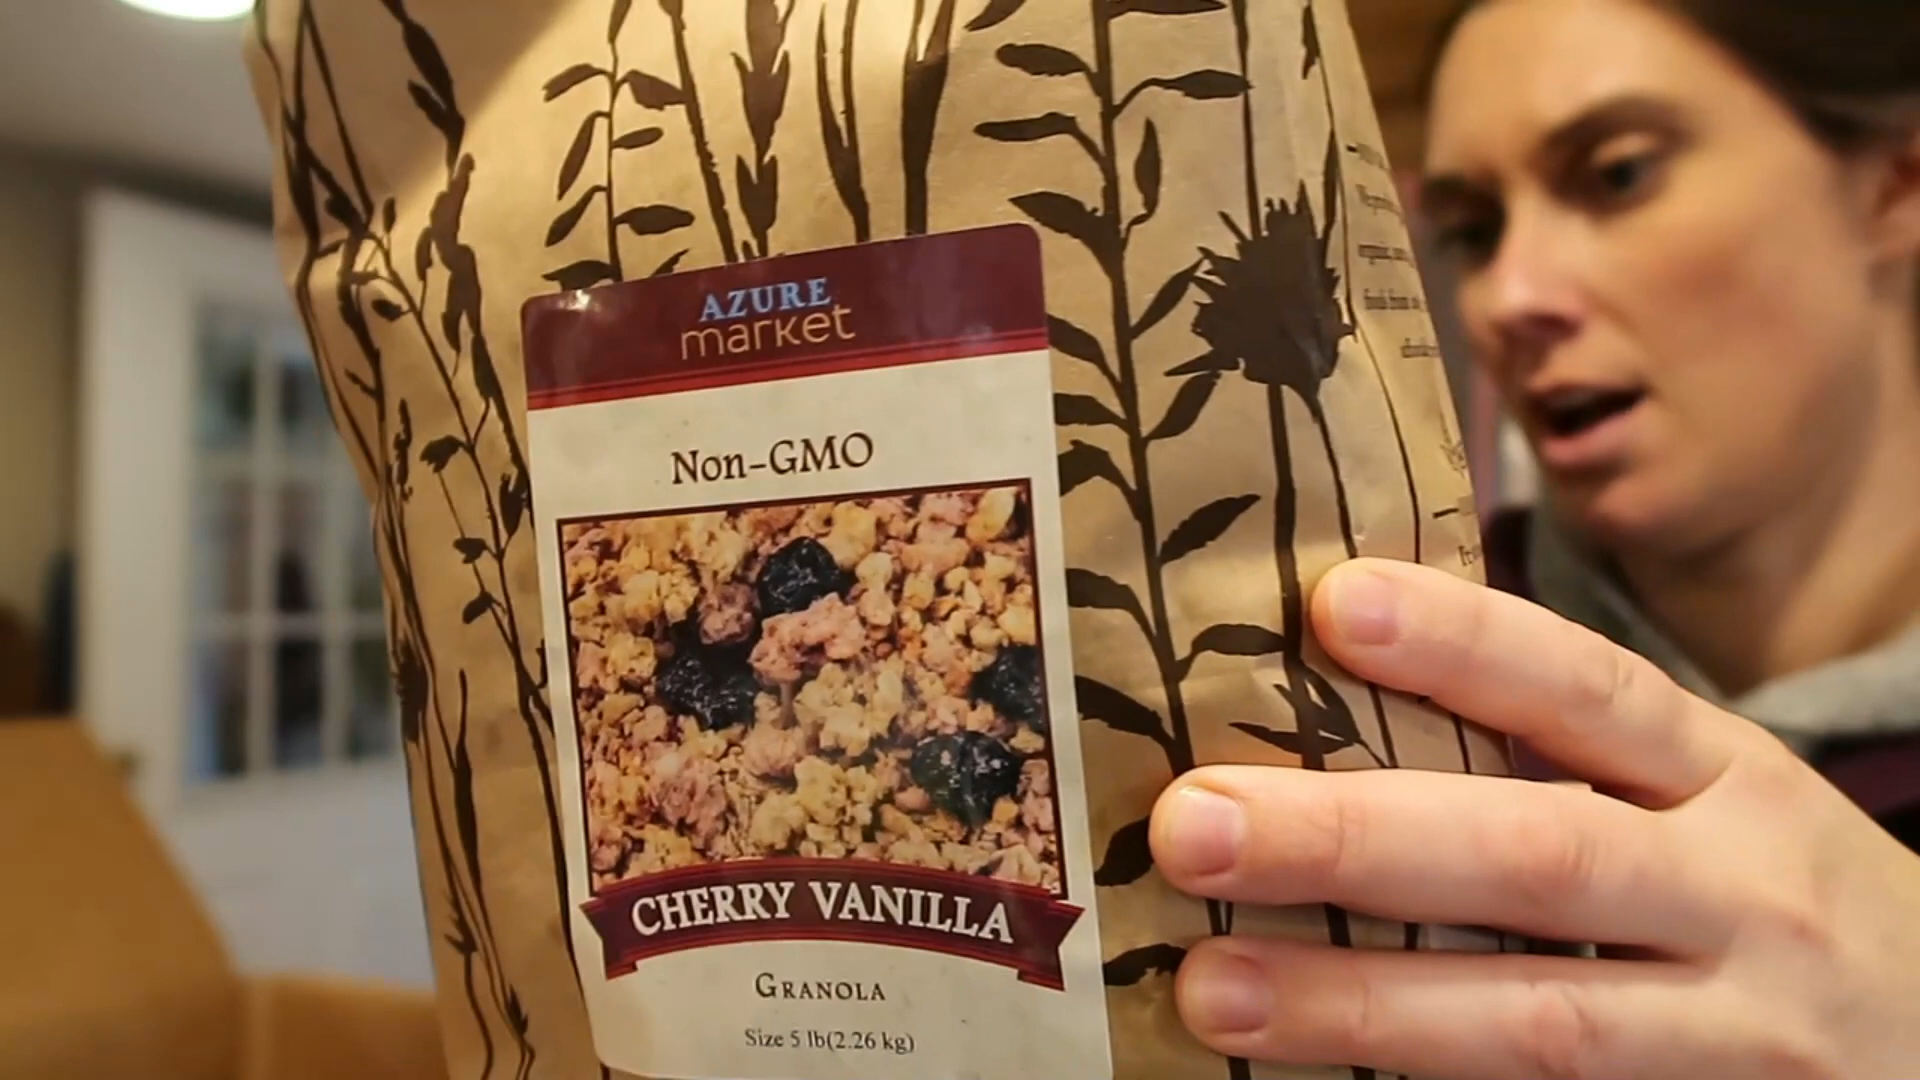 AZURE
market
Non-GMO
CHERRY VANILLA
GRANOLA
Size 5 lb(2.26 kg)